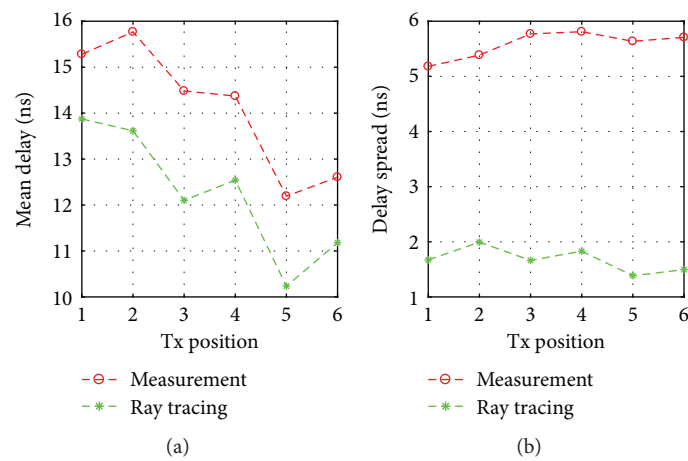 16
15
14
13
12
11
10
Mean delay (ns)
1 2 3 4 5 6
Tx position
Measurement
Ray tracing
(a)
6
5
4
3
2
1
Delay spread (ns)
1 2 3 4 5 6
Tx position
Measurement
Ray tracing
(b)